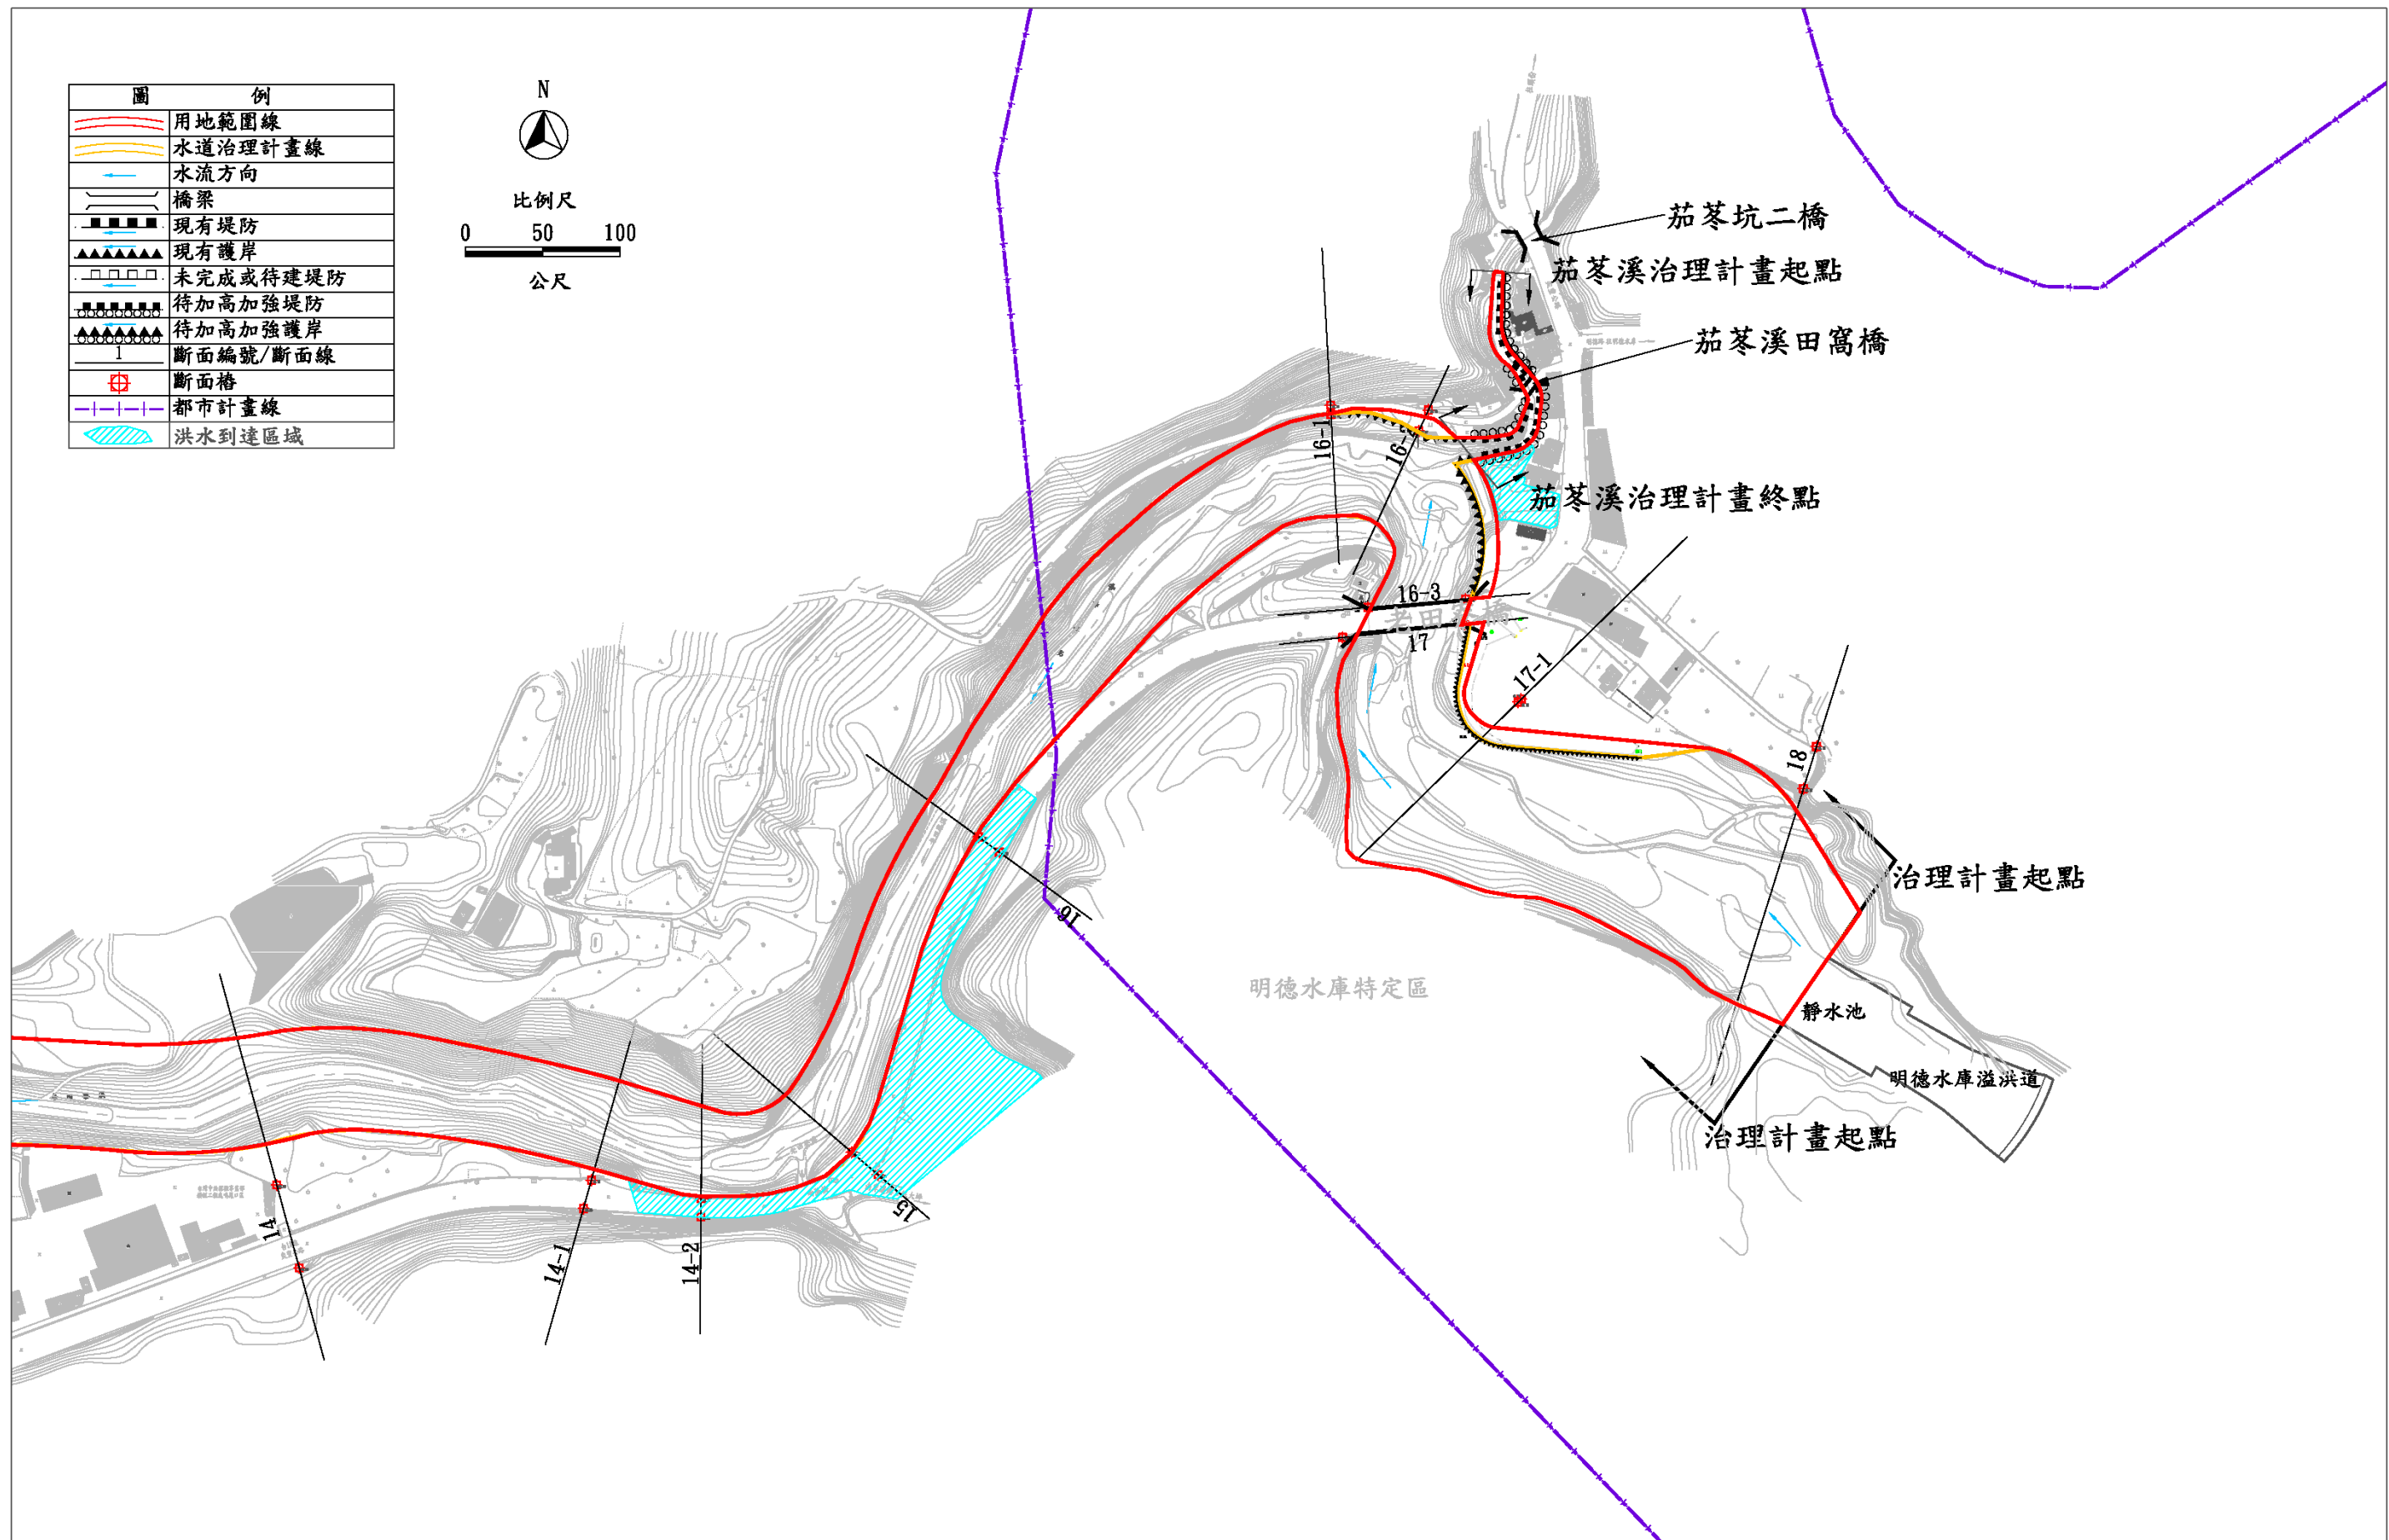 圖 例
用地範圍線
水道治理計畫線
水流方向
橋梁
現有堤防
現有護岸
未完成或待建堤防
待加高加強堤防
待加高加強護岸
1
斷面編號/斷面線
斷面樁
都市計畫線
洪水到達區域
N
比例尺
0 50 100
公尺
茄苳坑二橋
茄苳溪治理計畫起點
茄苳溪田窩橋
茄苳溪治理計畫終點
16-1
16-3
老田寮橋
17
17-1
18
治理計畫起點
16
明德水庫特定區
靜水池
明德水庫溢洪道
治理計畫起點
15
14
14-1
14-2